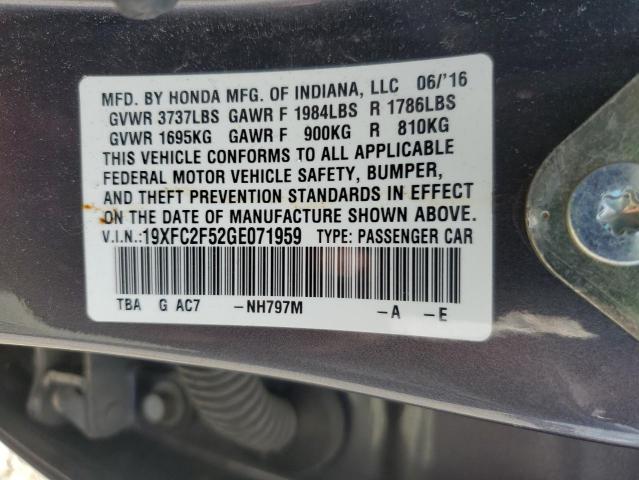 MFD. BY HONDA MFG. OF INDIANA, LLC 06/'16
GVWR 3737LBS GAWR F 1984LBS R 1786LBS
GVWR 1695KG GAWR F 900KG R 810KG
THIS VEHICLE CONFORMS TO ALL APPLICABLE
FEDERAL MOTOR VEHICLE SAFETY, BUMPER,
AND THEFT PREVENTION STANDARDS IN EFFECT
ON THE DATE OF MANUFACTURE SHOWN ABOVE.
V.I.N.:19XFC2F52GE071959 TYPE: PASSENGER CAR
TBA G AC7 -NH797M -A -E